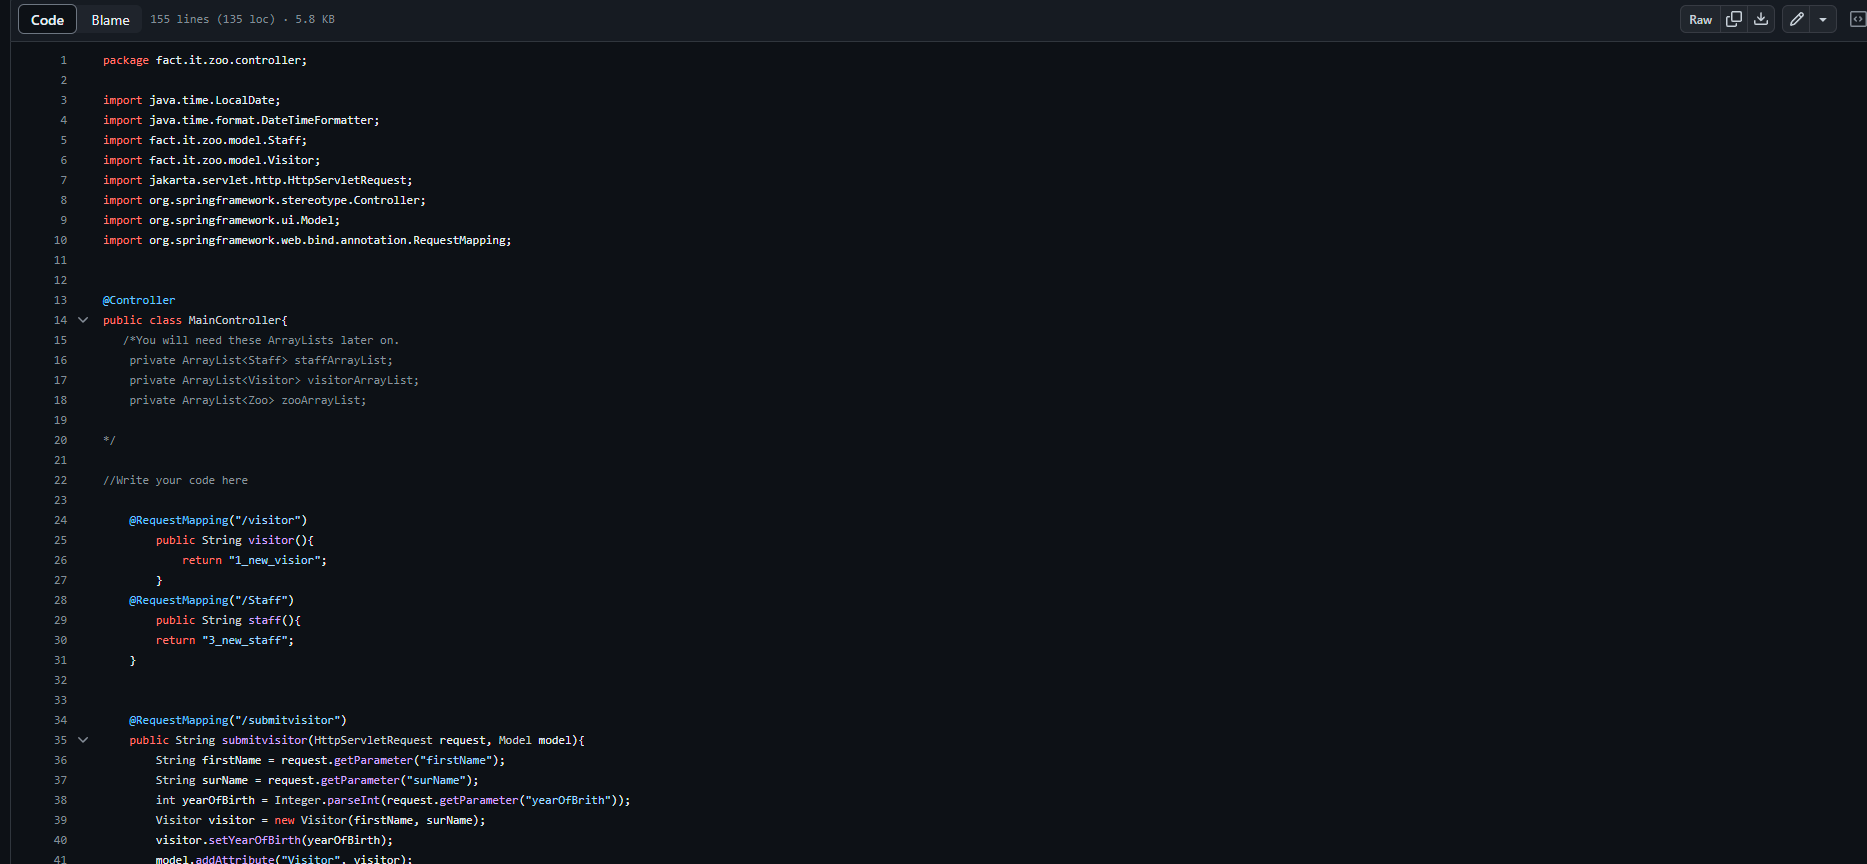 Code Blame 155 lines (135 loc) · 5.8 KB Raw
1 package fact.it.zoo.controller;
2
3 import java.time.LocalDate;
4 import java.time.format.DateTimeFormatter;
5 import fact.it.zoo.model.Staff;
6 import fact.it.zoo.model.Visitor;
7 import jakarta.servlet.http.HttpServletRequest;
8 import org.springframework.stereotype.Controller;
9 import org.springframework.ui.Model;
10 import org.springframework.web.bind.annotation.RequestMapping;
11
12
13 @Controller
14 public class MainController{
15 /*You will need these ArrayLists later on.
16 private ArrayList<Staff> staffArrayList;
17 private ArrayList<Visitor> visitorArrayList;
18 private ArrayList<Zoo> zooArrayList;
19
20 */
21
22 //Write your code here
23
24 @RequestMapping("/visitor")
25 public String visitor(){
26 return "1_new_visior";
27 }
28 @RequestMapping("/Staff")
29 public String staff(){
30 return "3_new_staff";
31 }
32
33
34 @RequestMapping("/submitvisitor")
35 public String submitvisitor(HttpServletRequest request, Model model){
36 String firstName = request.getParameter("firstName");
37 String surName = request.getParameter("surName");
38 int yearOfBirth = Integer.parseInt(request.getParameter("yearOfBrith"));
39 Visitor visitor = new Visitor(firstName, surName);
40 visitor.setYearOfBirth(yearOfBirth);
41 model.addAttribute("Visitor", visitor);